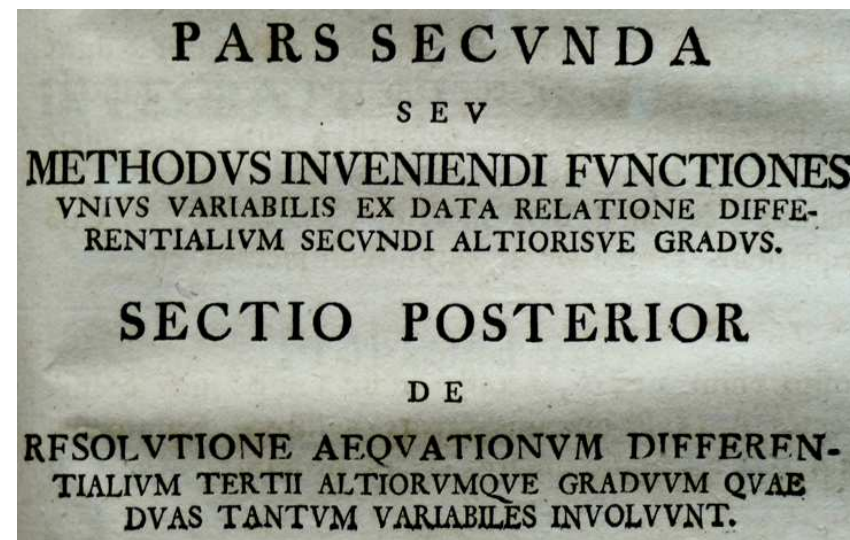 PARS SECVNDA
SEV
METHODVS INVENIENDI FVNCTIONES
VNIVS VARIABILIS EX DATA RELATIONE DIFFE-
RENTIALIVM SECVNDI ALTIORISVE GRADVS.
SECTIO POSTERIOR
DE
RESOLVTIONE AEQVATIONVM DIFFEREN-
TIALIVM TERTII ALTIORVMQVE GRADVVM QVAE
DVAS TANTVM VARIABILES INVOLVVNT.